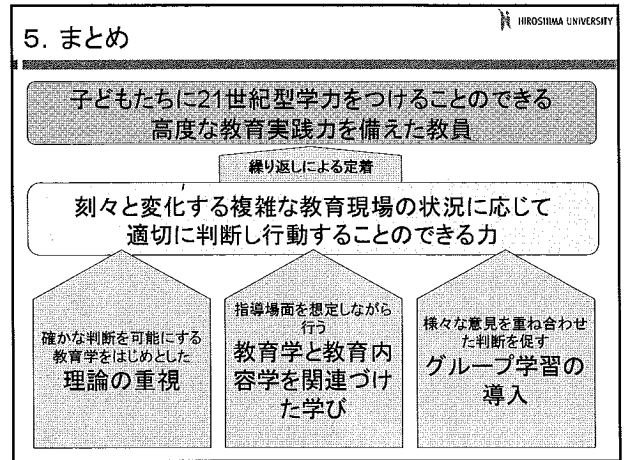 HIROSHIMA UNIVERSITY
5. まとめ
子どもたちに21世紀型学力をつけることのできる
高度な教育実践力を備えた教員
繰り返しによる定着
刻々と変化する複雑な教育現場の状況に応じて
適切に判断し行動することのできる力
確かな判断を可能にする
教育学をはじめとした
理論の重視
指導場面を想定しながら
行う
教育学と教育内
容学を関連づけ
た学び
様々な意見を重ね合わせ
た判断を促す
グループ学習の
導入